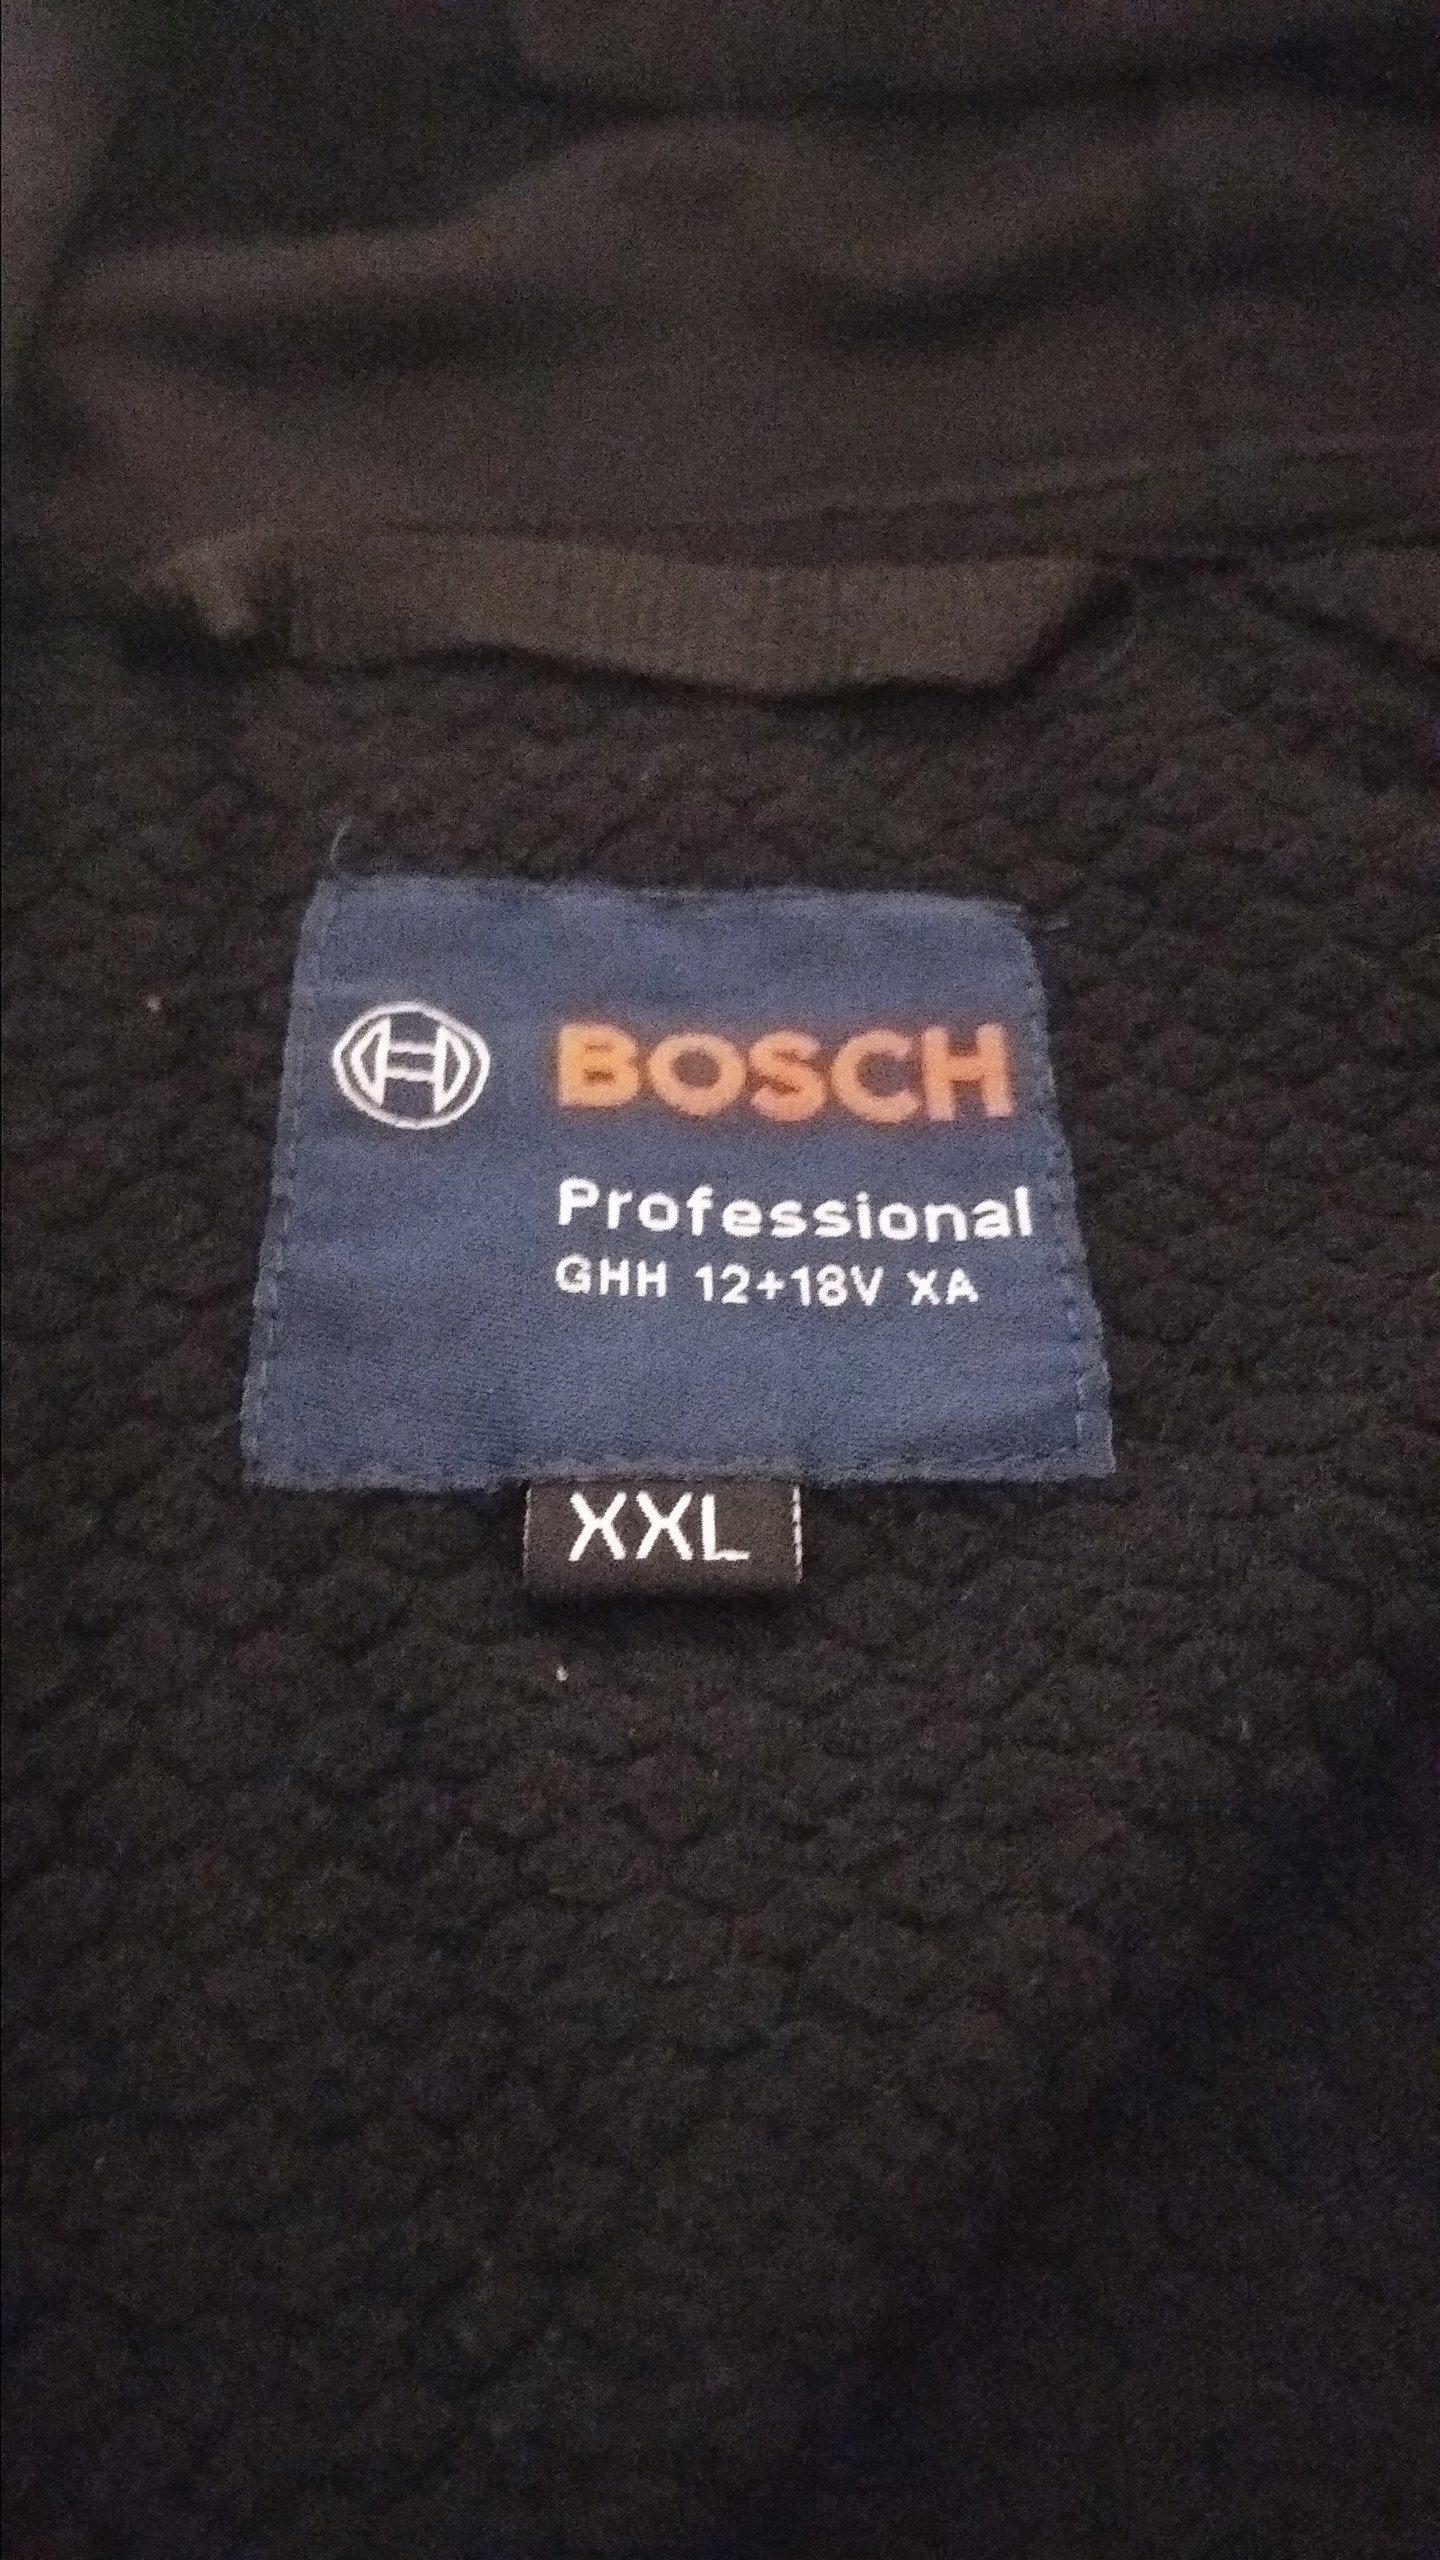 BOSCH
Professional
GHH 12+18V XA
XXL